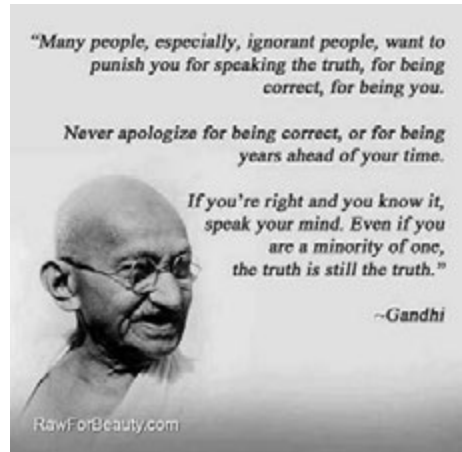 “Many people, especially, ignorant people, want to
punish you for speaking the truth, for being
correct, for being you.
Never apologize for being correct, or for being
years ahead of your time.
If you’re right and you know it,
speak your mind. Even if you
are a minority of one,
the truth is still the truth.”
~Gandhi
RawForBeauty.com